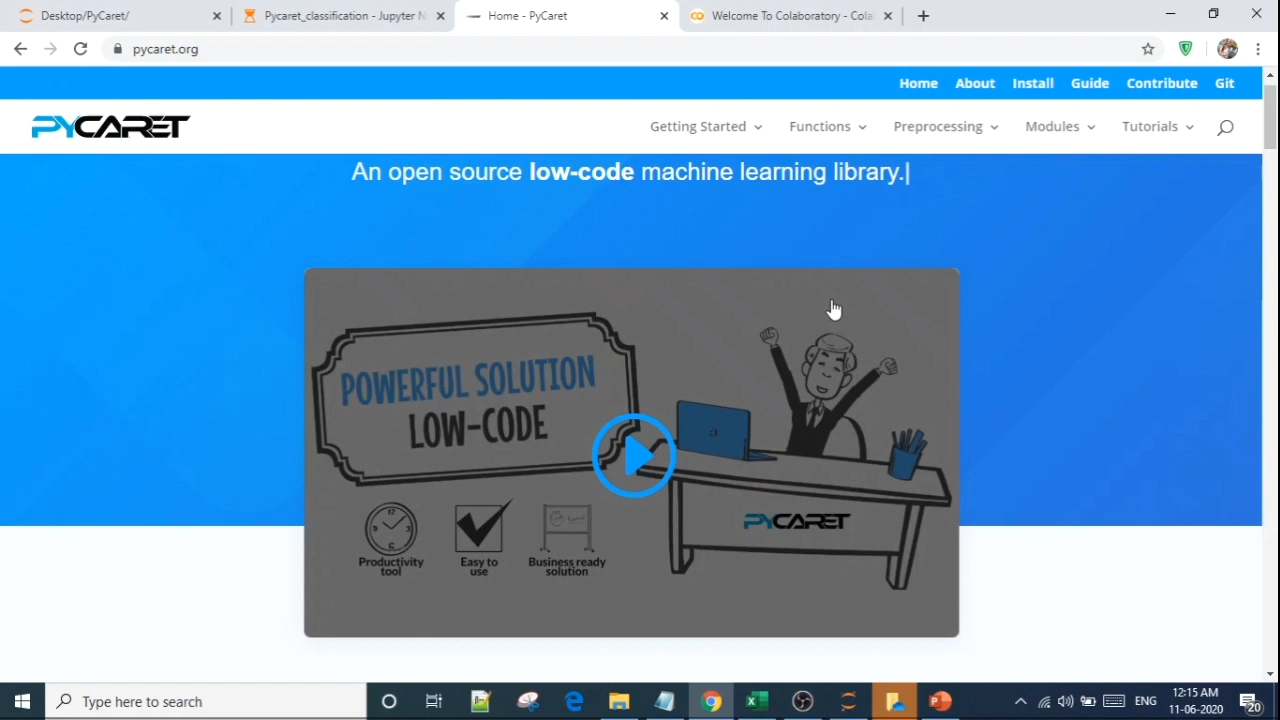 Desktop/PyCaret/
Pycaret_classification - Jupyter N
Home - PyCaret
Welcome To Colaboratory - Cola
pycaret.org
Home About Install Guide Contribute Git
PYCARET
Getting Started Functions Preprocessing Modules Tutorials
An open source low-code machine learning library.
POWERFUL SOLUTION
LOW-CODE
PYCARET
Productivity tool
Easy to use
Business ready solution
Type here to search
ENG
12:15 AM
11-06-2020
20